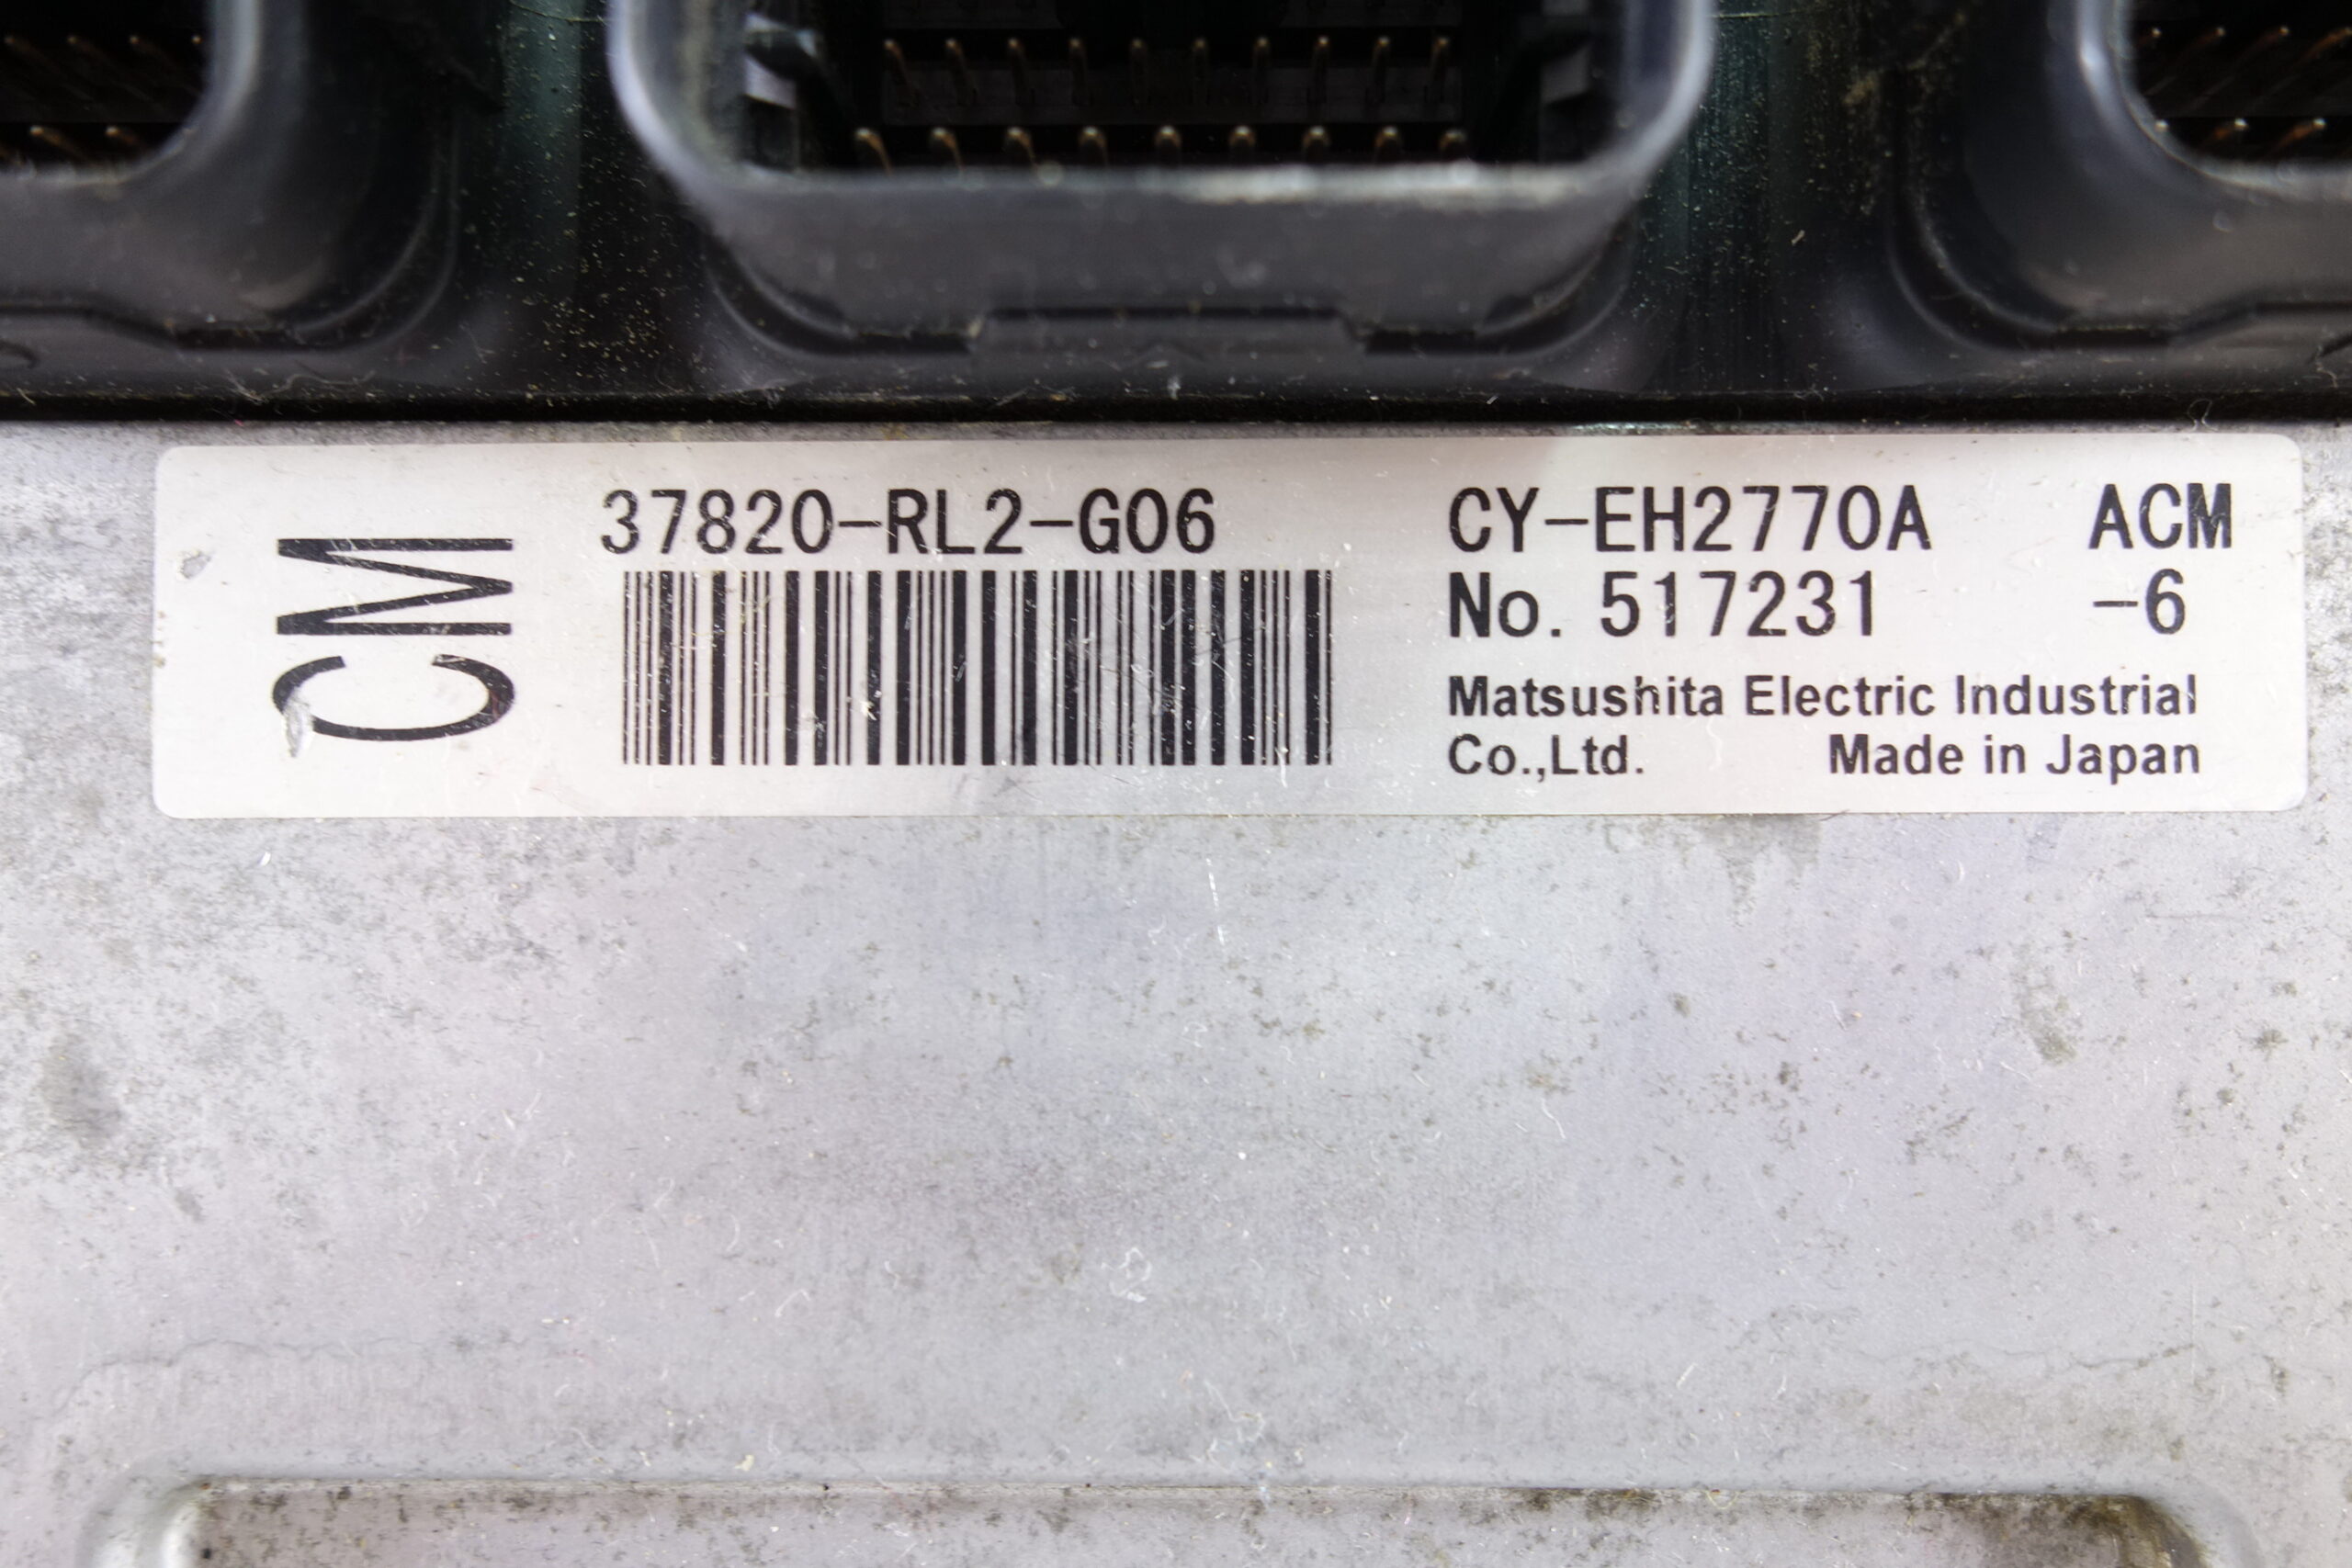 CM
37820-RL2-G06
CY-EH2770A ACM
No. 517231 -6
Matsushita Electric Industrial
Co.,Ltd. Made in Japan